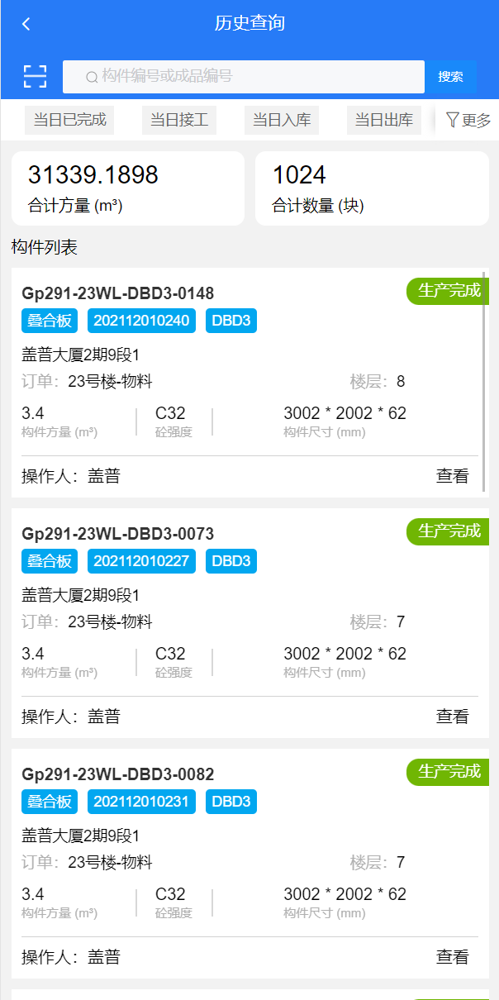 历史查询
构件编号或成品编号 搜索
当日已完成 当日接工 当日入库 当日出库 更多
31339.1898 1024
合计方量 (m³) 合计数量 (块)
构件列表
Gp291-23WL-DBD3-0148 生产完成
叠合板 202112010240 DBD3
盖普大厦2期9段1
订单：23号楼-物料 楼层：8
3.4 C32 3002 * 2002 * 62
构件方量 (m³) 砼强度 构件尺寸 (mm)
操作人：盖普 查看
Gp291-23WL-DBD3-0073 生产完成
叠合板 202112010227 DBD3
盖普大厦2期9段1
订单：23号楼-物料 楼层：7
3.4 C32 3002 * 2002 * 62
构件方量 (m³) 砼强度 构件尺寸 (mm)
操作人：盖普 查看
Gp291-23WL-DBD3-0082 生产完成
叠合板 202112010231 DBD3
盖普大厦2期9段1
订单：23号楼-物料 楼层：7
3.4 C32 3002 * 2002 * 62
构件方量 (m³) 砼强度 构件尺寸 (mm)
操作人：盖普 查看